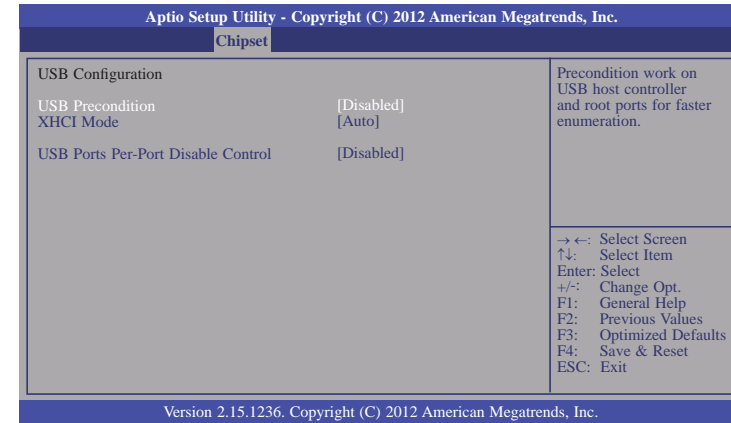 Aptio Setup Utility - Copyright (C) 2012 American Megatrends, Inc.
Chipset
USB Configuration
USB Precondition [Disabled]
XHCI Mode [Auto]
USB Ports Per-Port Disable Control [Disabled]
Precondition work on
USB host controller
and root ports for faster
enumeration.
→ ←: Select Screen
↑↓: Select Item
Enter: Select
+/-: Change Opt.
F1: General Help
F2: Previous Values
F3: Optimized Defaults
F4: Save & Reset
ESC: Exit
Version 2.15.1236. Copyright (C) 2012 American Megatrends, Inc.